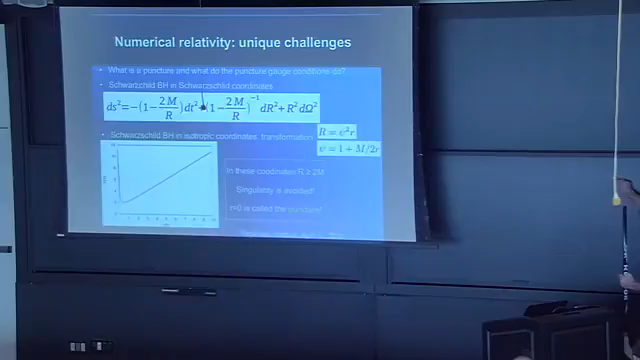 Numerical relativity: unique challenges
• What is a puncture and what do the puncture gauge conditions do?
• Schwarzschild BH in Schwarzschild coordinates
ds²=−(1−2M/R)dt²+(1−2M/R)⁻¹dR²+R²dΩ²
• Schwarzschild BH in isotropic coordinates, transformation
R = ψ²r
ψ = 1 + M/2r
In these coordinates R ≥ 2M
Singularity is avoided!
r=0 is called the puncture!